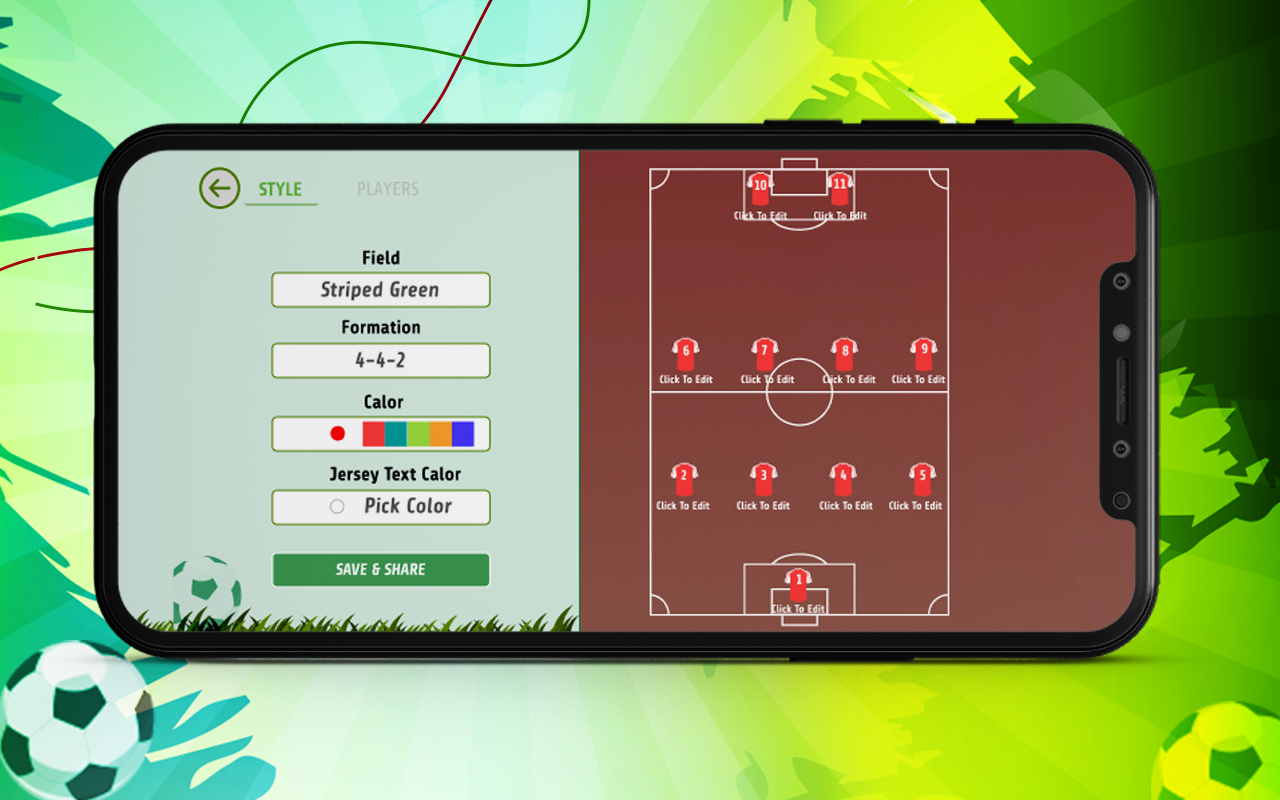 STYLE PLAYERS
Field
Striped Green
Formation
4-4-2
Calor
Jersey Text Calor
Pick Color
SAVE & SHARE
10 11
Click To Edit Click To Edit
6 7 8 9
Click To Edit Click To Edit Click To Edit Click To Edit
2 3 4 5
Click To Edit Click To Edit Click To Edit Click To Edit
1
Click To Edit